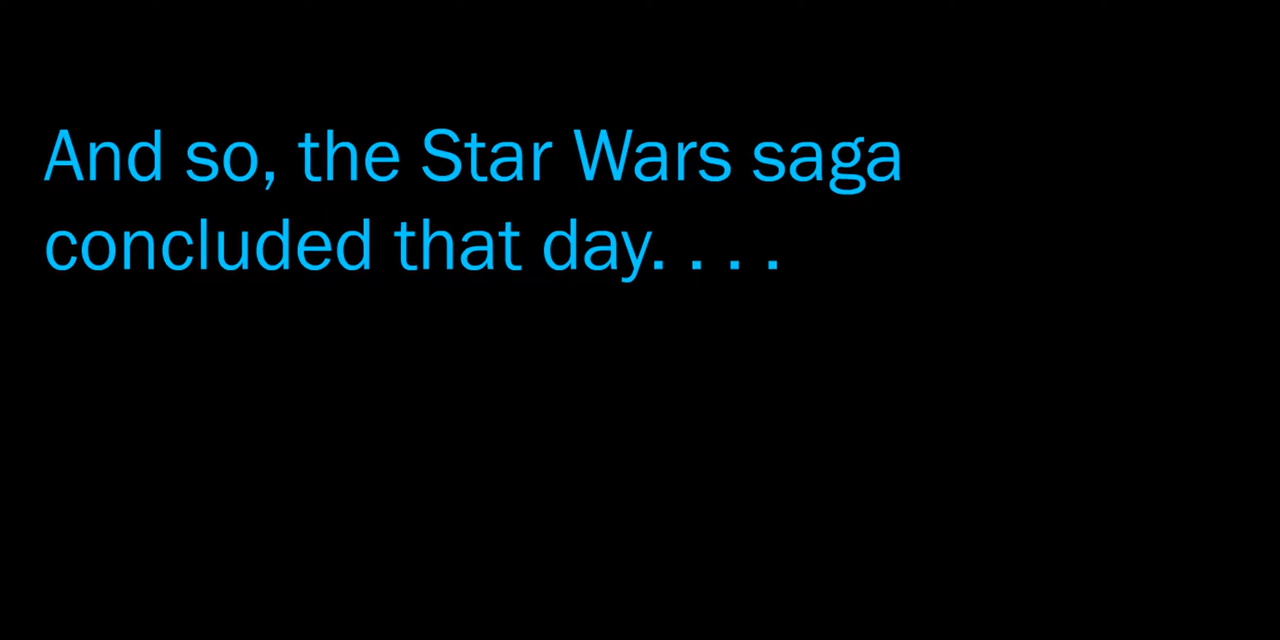 And so, the Star Wars saga
concluded that day. . . .